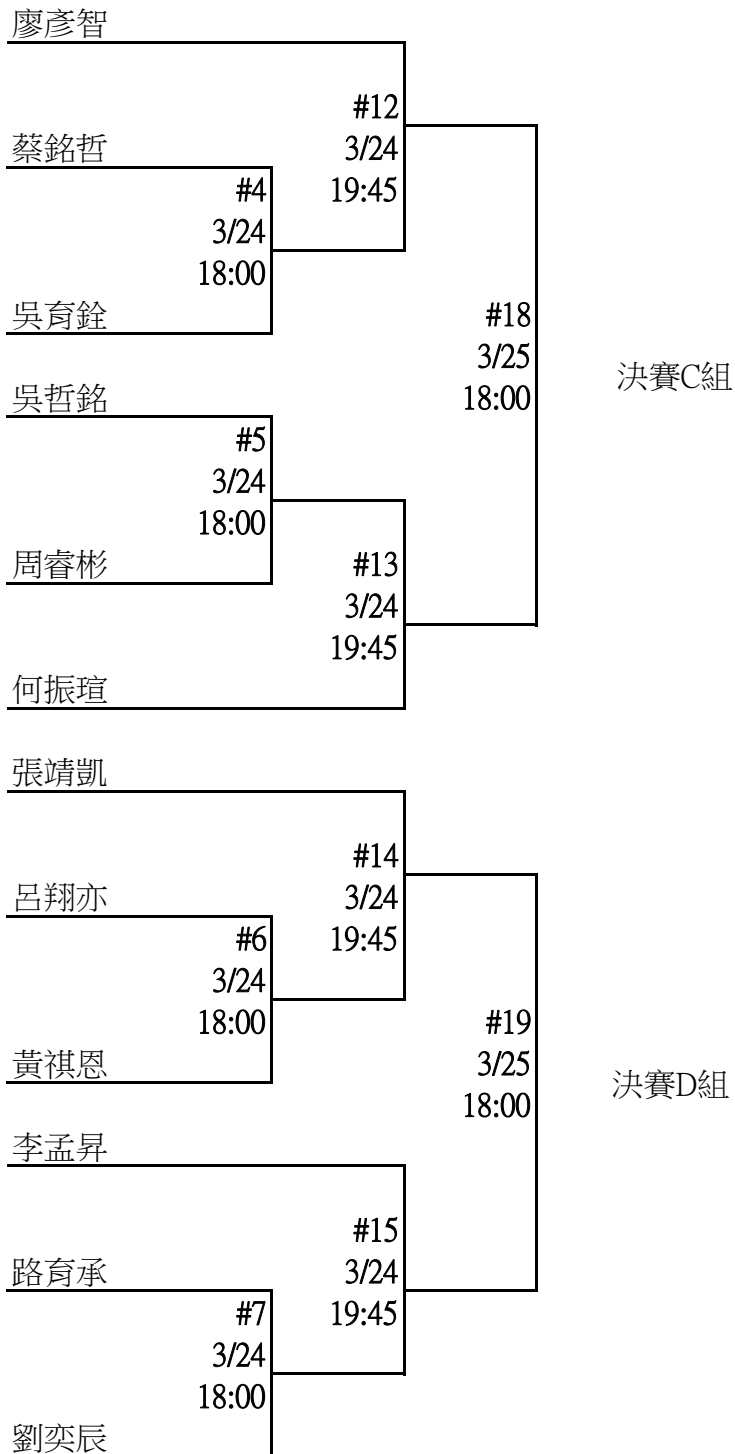 廖彥智
#12
3/24
19:45
蔡銘哲
#4
3/24
18:00
吳育銓
#18
3/25
18:00
決賽C組
吳哲銘
#5
3/24
18:00
周睿彬
#13
3/24
19:45
何振瑄
張靖凱
#14
3/24
19:45
呂翔亦
#6
3/24
18:00
黃祺恩
#19
3/25
18:00
決賽D組
李孟昇
#15
3/24
19:45
路育承
#7
3/24
18:00
劉奕辰